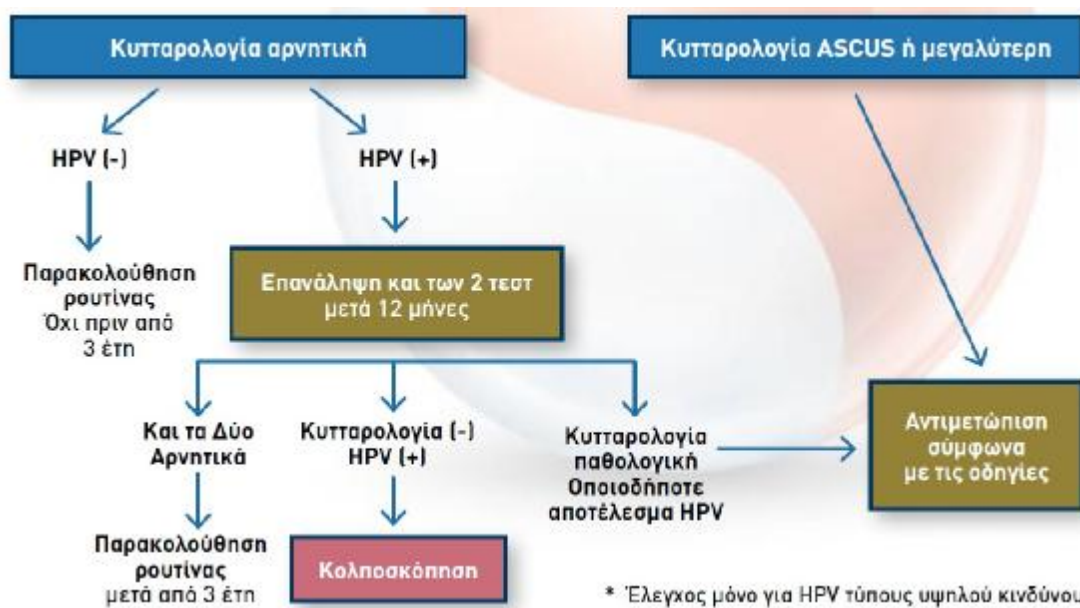 Κυτταρολογία αρνητική
Κυτταρολογία ASCUS ή μεγαλύτερη
HPV (-)
HPV (+)
Παρακολούθηση
ρουτίνας
Όχι πριν από
3 έτη
Επανάληψη και των 2 τεστ
μετά 12 μήνες
Και τα Δύο
Αρνητικά
Κυτταρολογία (-)
HPV (+)
Κυτταρολογία
παθολογική
Οποιοδήποτε
αποτέλεσμα HPV
Αντιμετώπιση
σύμφωνα
με τις οδηγίες
Παρακολούθηση
ρουτίνας
μετά από 3 έτη
Κολποσκόπηση
* Έλεγχος μόνο για HPV τύπους υψηλού κινδύνου